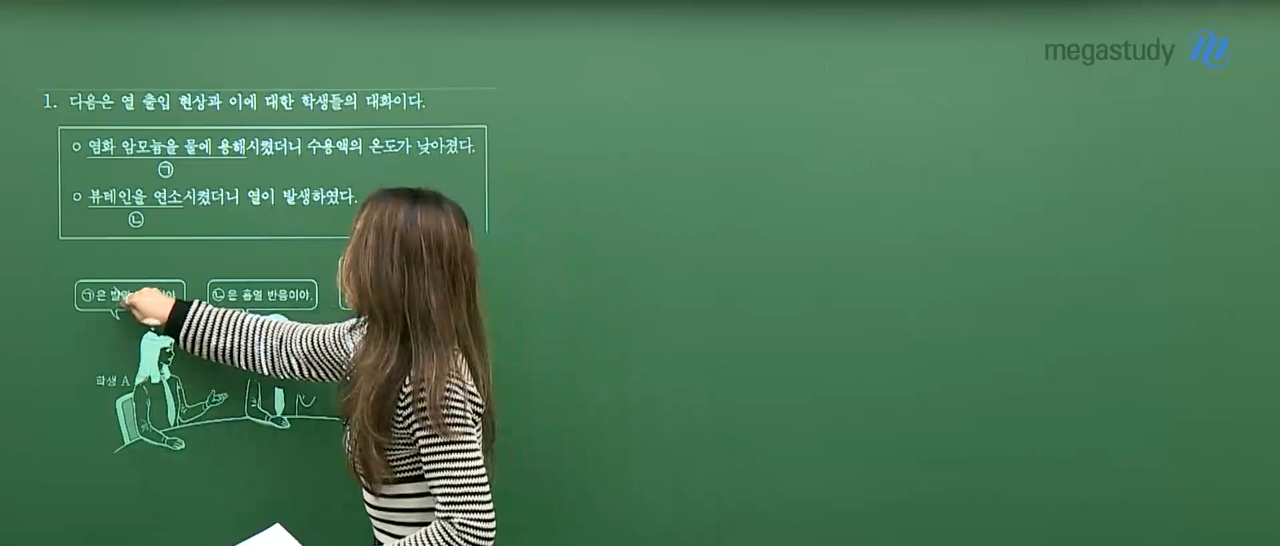 megastudy
1. 다음은 열 출입 현상과 이에 대한 학생들의 대화이다.
○ 염화 암모늄을 물에 용해시켰더니 수용액의 온도가 낮아졌다.
㉠
○ 뷰테인을 연소시켰더니 열이 발생하였다.
㉡
㉠은
㉡은 흡열 반응이야.
학생 A